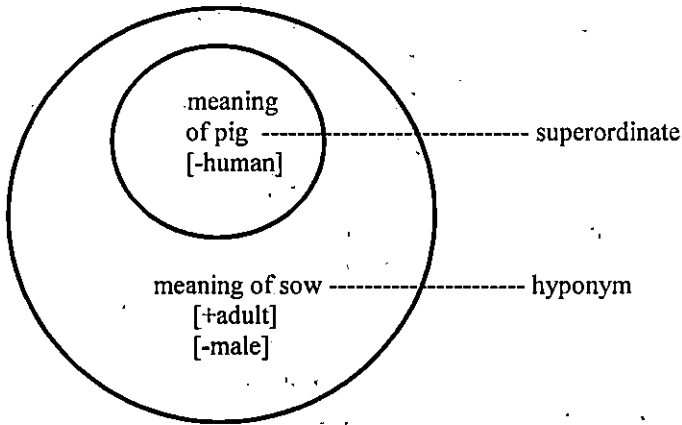 meaning
of pig ---------------------------- superordinate
[-human]
meaning of sow -------------------- hyponym
[+adult]
[-male]